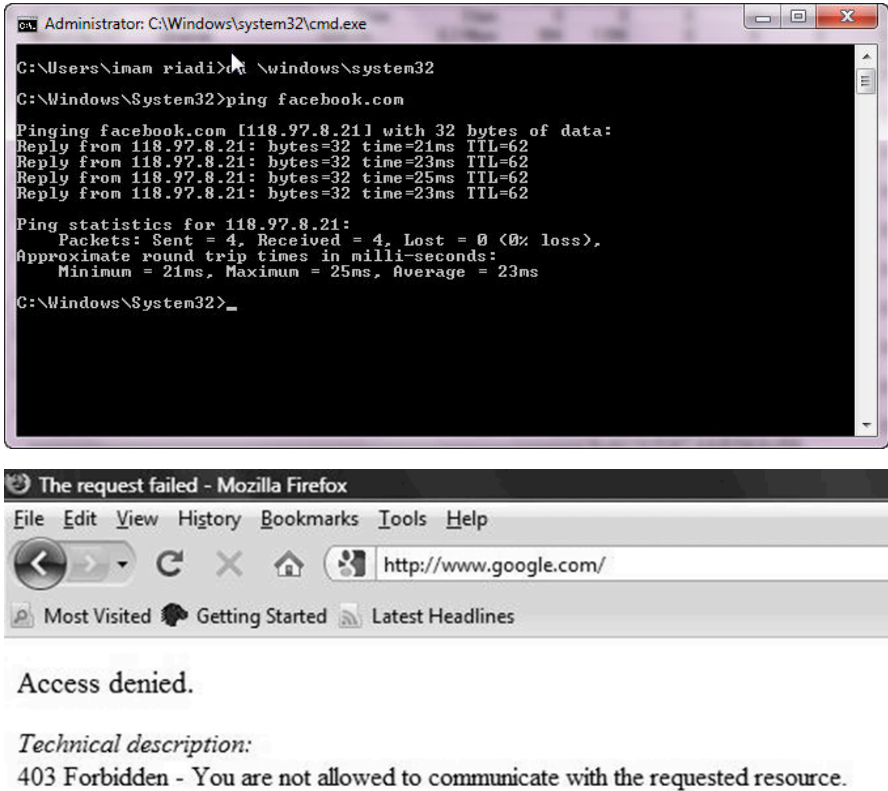 Administrator: C:\Windows\system32\cmd.exe
C:\Users\imam riadi>cd \windows\system32
C:\Windows\System32>ping facebook.com
Pinging facebook.com [118.97.8.21] with 32 bytes of data:
Reply from 118.97.8.21: bytes=32 time=21ms TTL=62
Reply from 118.97.8.21: bytes=32 time=23ms TTL=62
Reply from 118.97.8.21: bytes=32 time=25ms TTL=62
Reply from 118.97.8.21: bytes=32 time=23ms TTL=62
Ping statistics for 118.97.8.21:
Packets: Sent = 4, Received = 4, Lost = 0 (0% loss),
Approximate round trip times in milli-seconds:
Minimum = 21ms, Maximum = 25ms, Average = 23ms
C:\Windows\System32>_
The request failed - Mozilla Firefox
File Edit View History Bookmarks Tools Help
http://www.google.com/
Most Visited Getting Started Latest Headlines
Access denied.
Technical description:
403 Forbidden - You are not allowed to communicate with the requested resource.